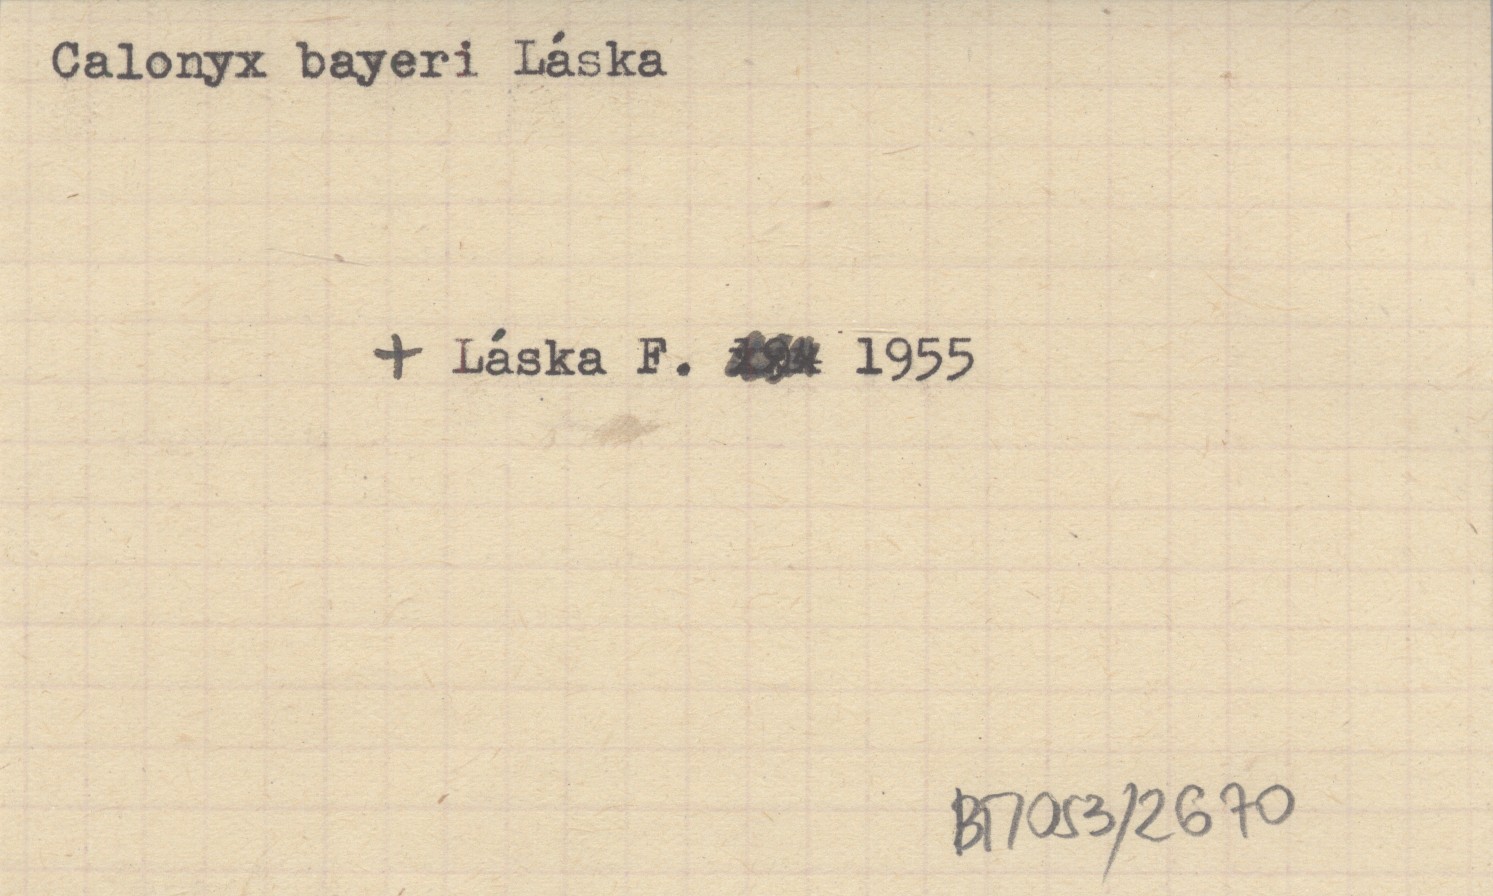 Calonyx bayeri Láska
+ Láska F. 1955
BT7053/2670